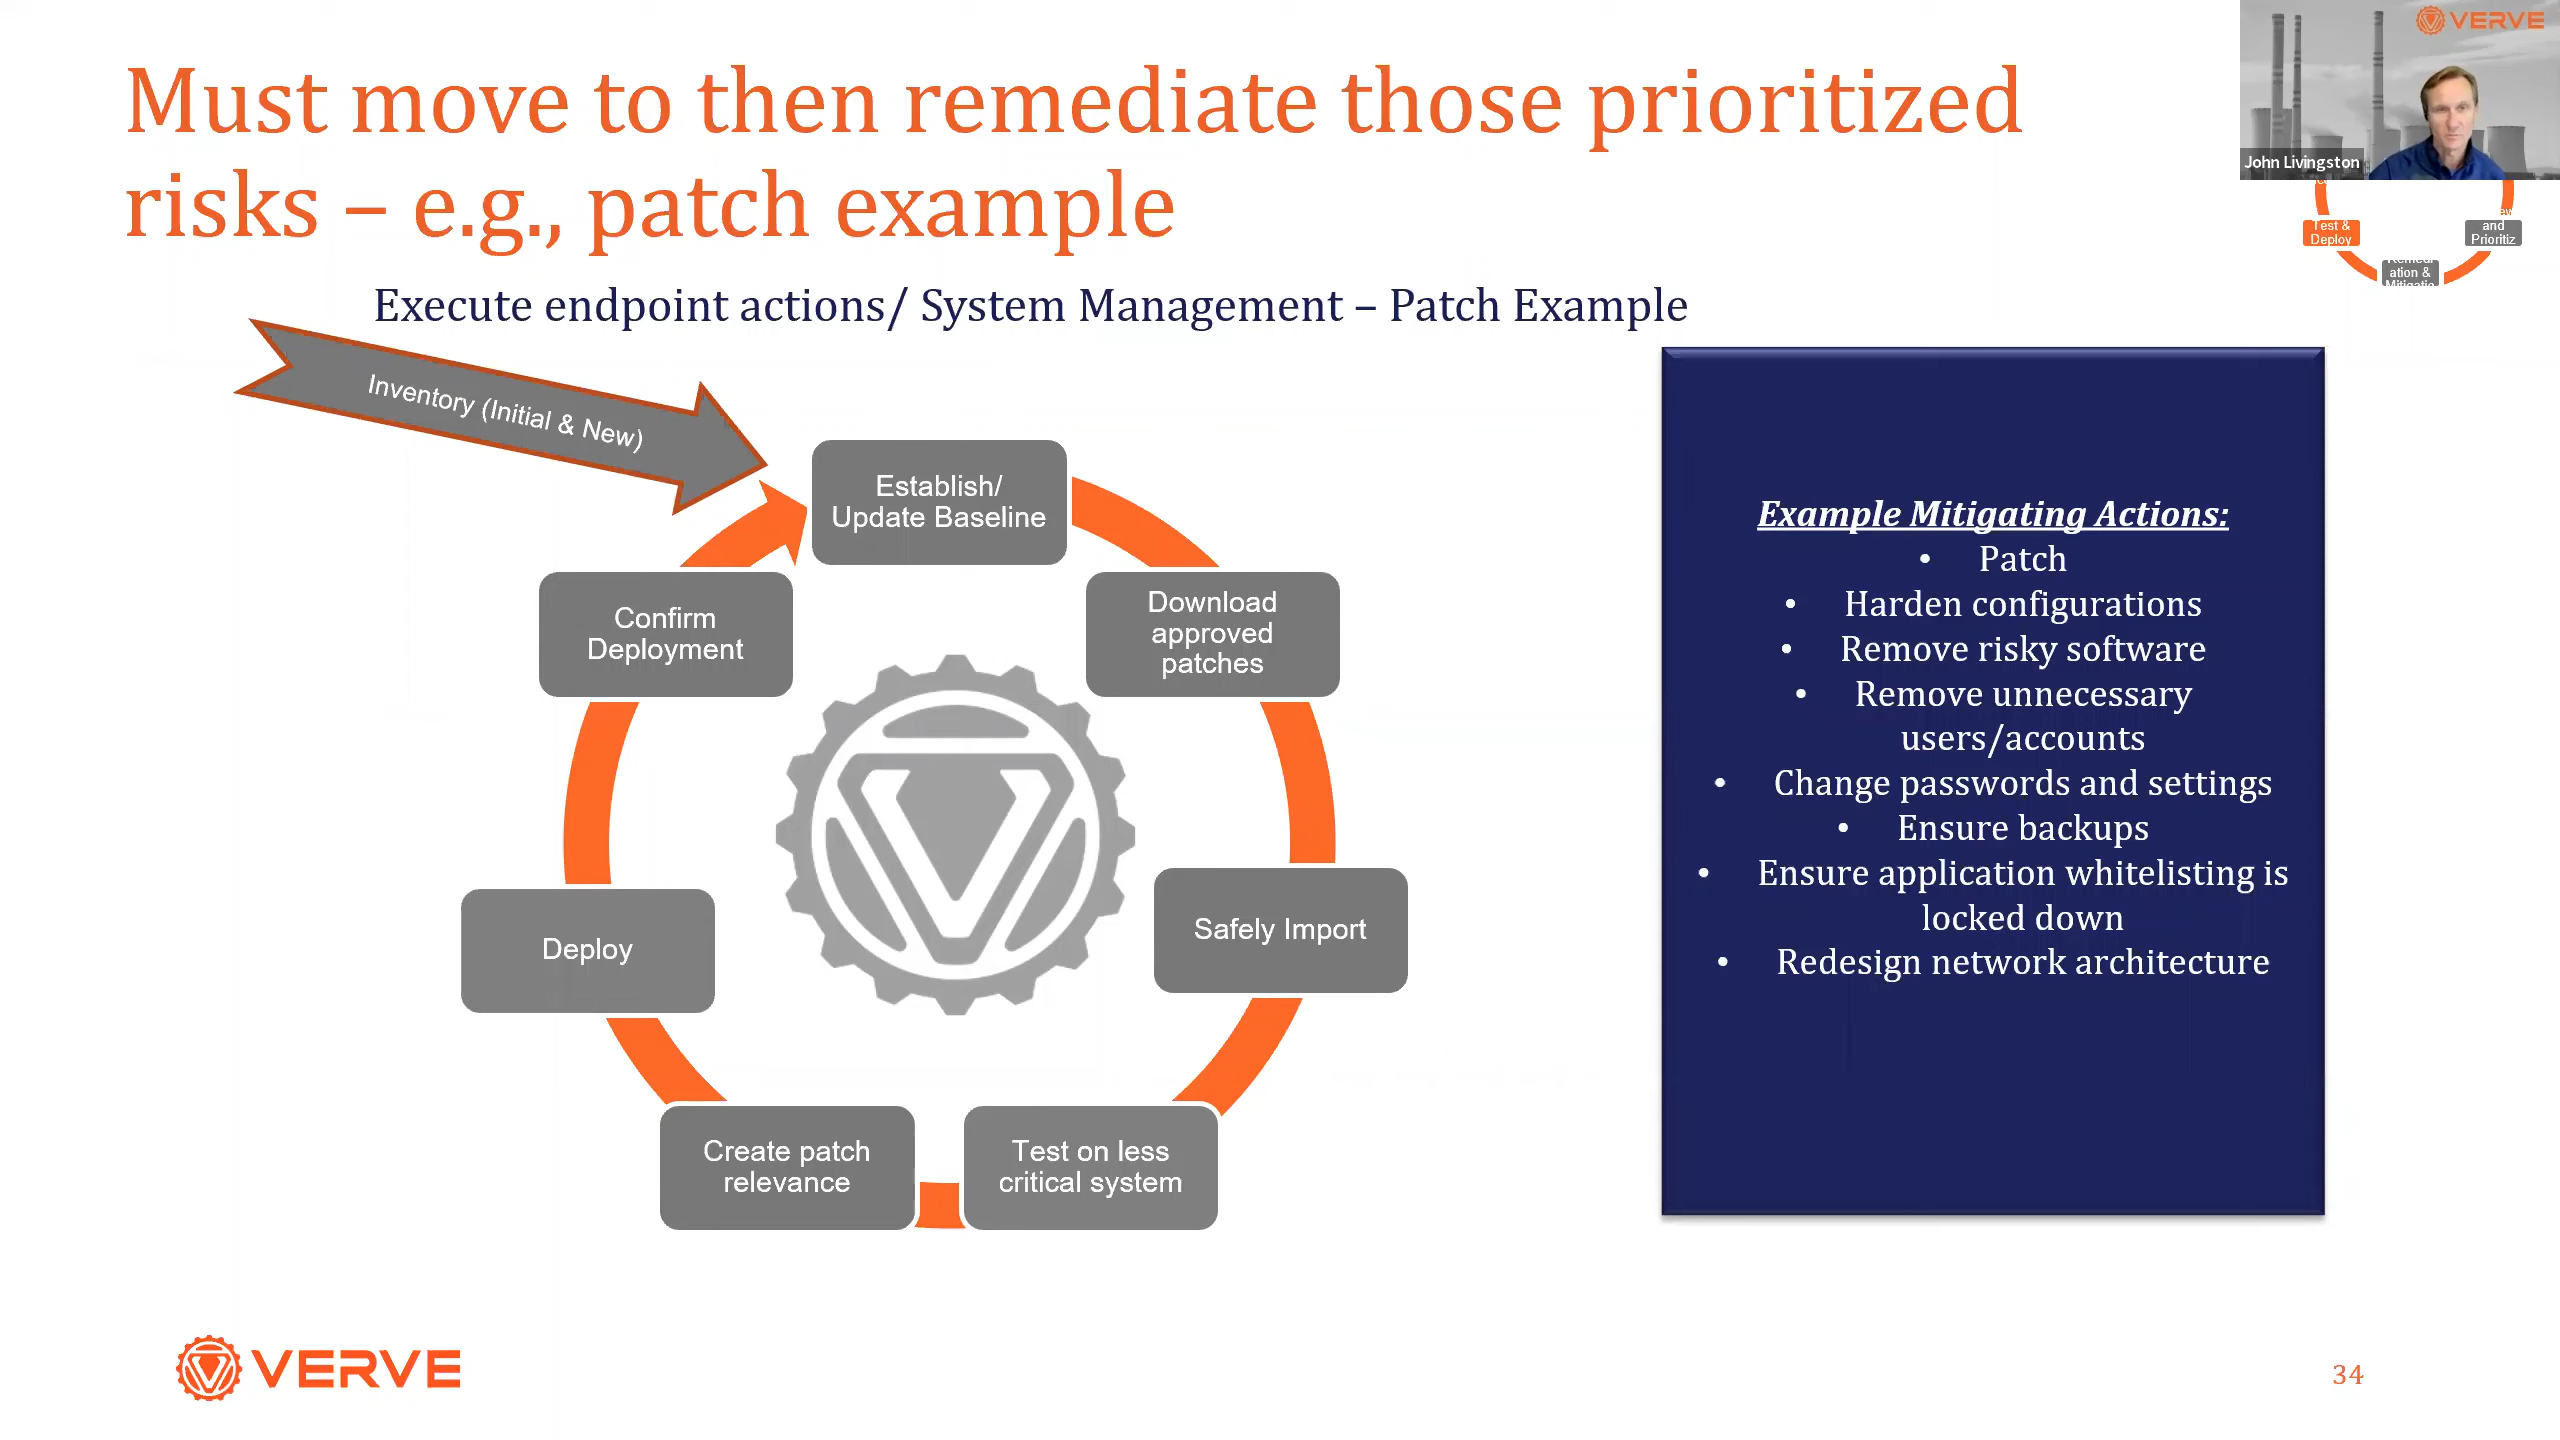 Must move to then remediate those prioritized
risks – e.g., patch example
VERVE
John Livingston
Test &
Deploy
and
Prioritiz
ation &
Execute endpoint actions/ System Management – Patch Example
Inventory (Initial & New)
Establish/
Update Baseline
Download
approved
patches
Safely Import
Test on less
critical system
Create patch
relevance
Deploy
Confirm
Deployment
Example Mitigating Actions:
• Patch
• Harden configurations
• Remove risky software
• Remove unnecessary
users/accounts
• Change passwords and settings
• Ensure backups
• Ensure application whitelisting is
locked down
• Redesign network architecture
VERVE
34